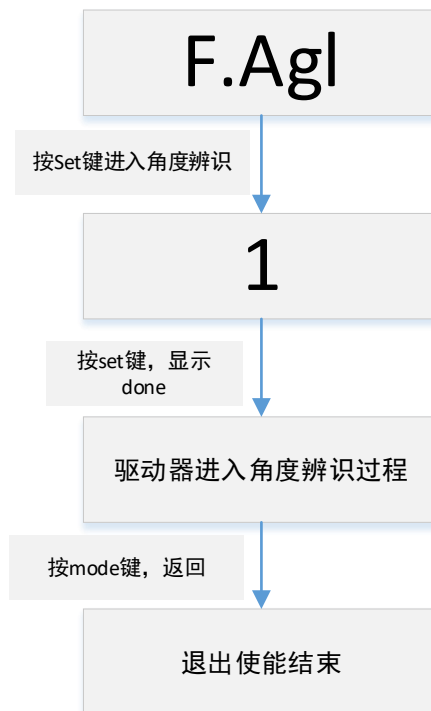 F.Agl
按Set键进入角度辨识
1
按set键，显示
done
驱动器进入角度辨识过程
按mode键，返回
退出使能结束